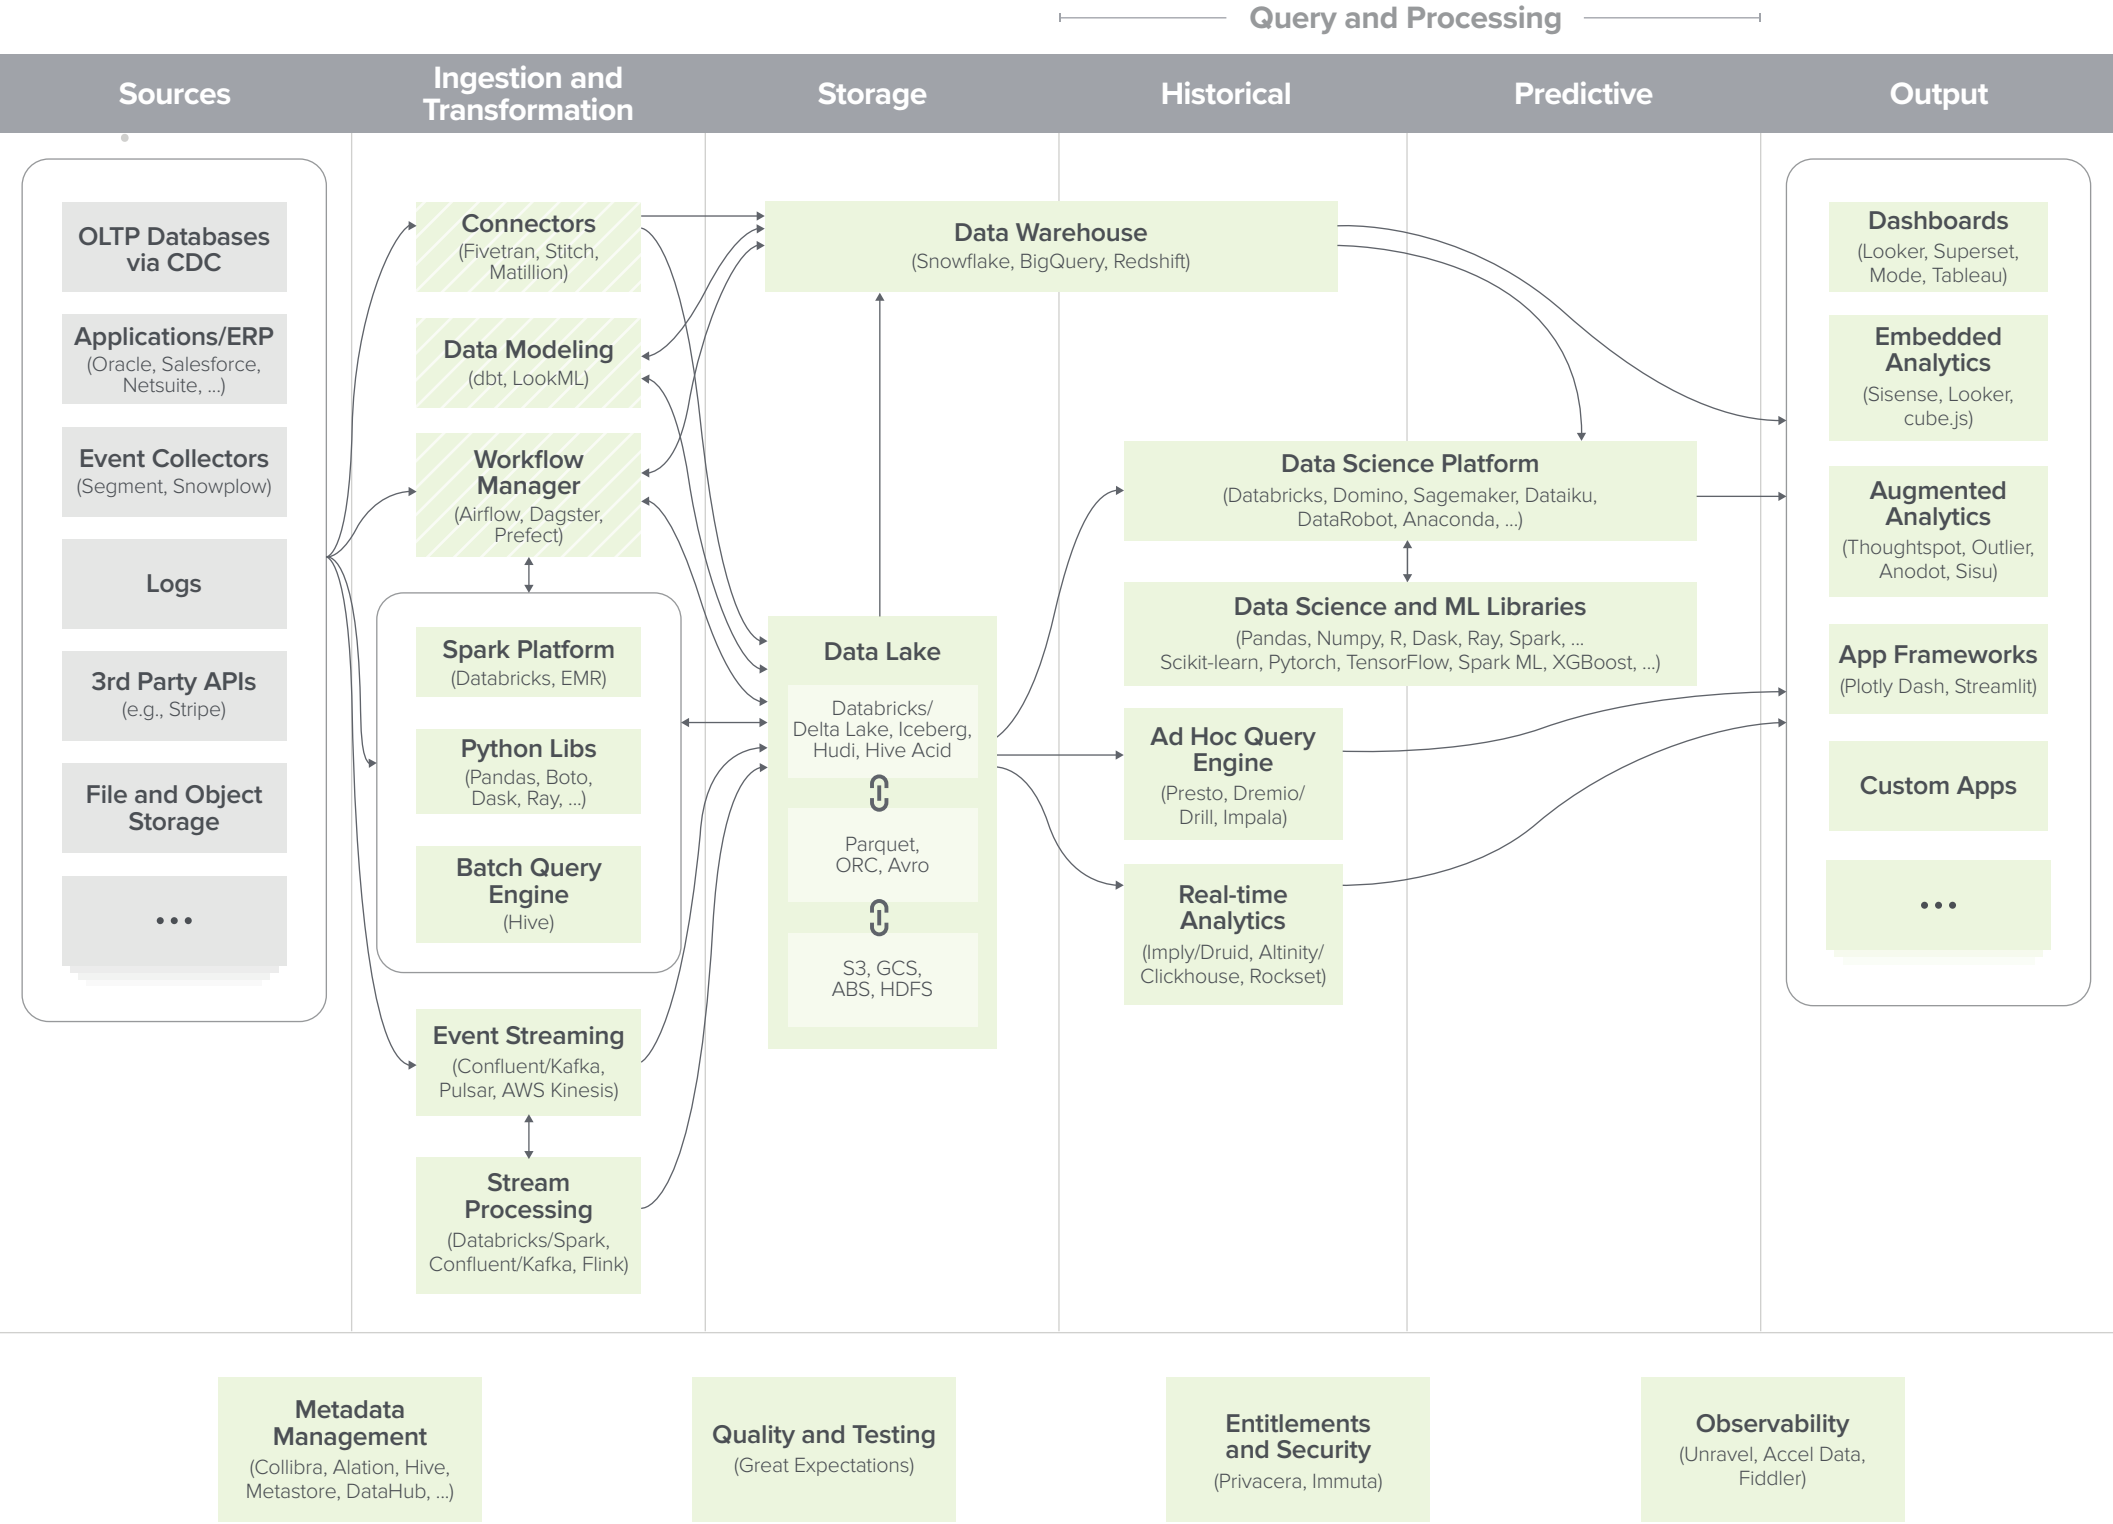 Query and Processing
Sources
Ingestion and
Transformation
Storage
Historical
Predictive
Output
OLTP Databases
via CDC
Applications/ERP
(Oracle, Salesforce,
Netsuite, ...)
Event Collectors
(Segment, Snowplow)
Logs
3rd Party APIs
(e.g., Stripe)
File and Object
Storage
...
Connectors
(Fivetran, Stitch,
Matillion)
Data Modeling
(dbt, LookML)
Workflow
Manager
(Airflow, Dagster,
Prefect)
Spark Platform
(Databricks, EMR)
Python Libs
(Pandas, Boto,
Dask, Ray, ...)
Batch Query
Engine
(Hive)
Event Streaming
(Confluent/Kafka,
Pulsar, AWS Kinesis)
Stream
Processing
(Databricks/Spark,
Confluent/Kafka, Flink)
Data Warehouse
(Snowflake, BigQuery, Redshift)
Data Lake
Databricks/
Delta Lake, Iceberg,
Hudi, Hive Acid
Parquet,
ORC, Avro
S3, GCS,
ABS, HDFS
Data Science Platform
(Databricks, Domino, Sagemaker, Dataiku,
DataRobot, Anaconda, ...)
Data Science and ML Libraries
(Pandas, Numpy, R, Dask, Ray, Spark, ...
Scikit-learn, Pytorch, TensorFlow, Spark ML, XGBoost, ...)
Ad Hoc Query
Engine
(Presto, Dremio/
Drill, Impala)
Real-time
Analytics
(Imply/Druid, Altinity/
Clickhouse, Rockset)
Dashboards
(Looker, Superset,
Mode, Tableau)
Embedded
Analytics
(Sisense, Looker,
cube.js)
Augmented
Analytics
(Thoughtspot, Outlier,
Anodot, Sisu)
App Frameworks
(Plotly Dash, Streamlit)
Custom Apps
...
Metadata
Management
(Collibra, Alation, Hive,
Metastore, DataHub, ...)
Quality and Testing
(Great Expectations)
Entitlements
and Security
(Privacera, Immuta)
Observability
(Unravel, Accel Data,
Fiddler)